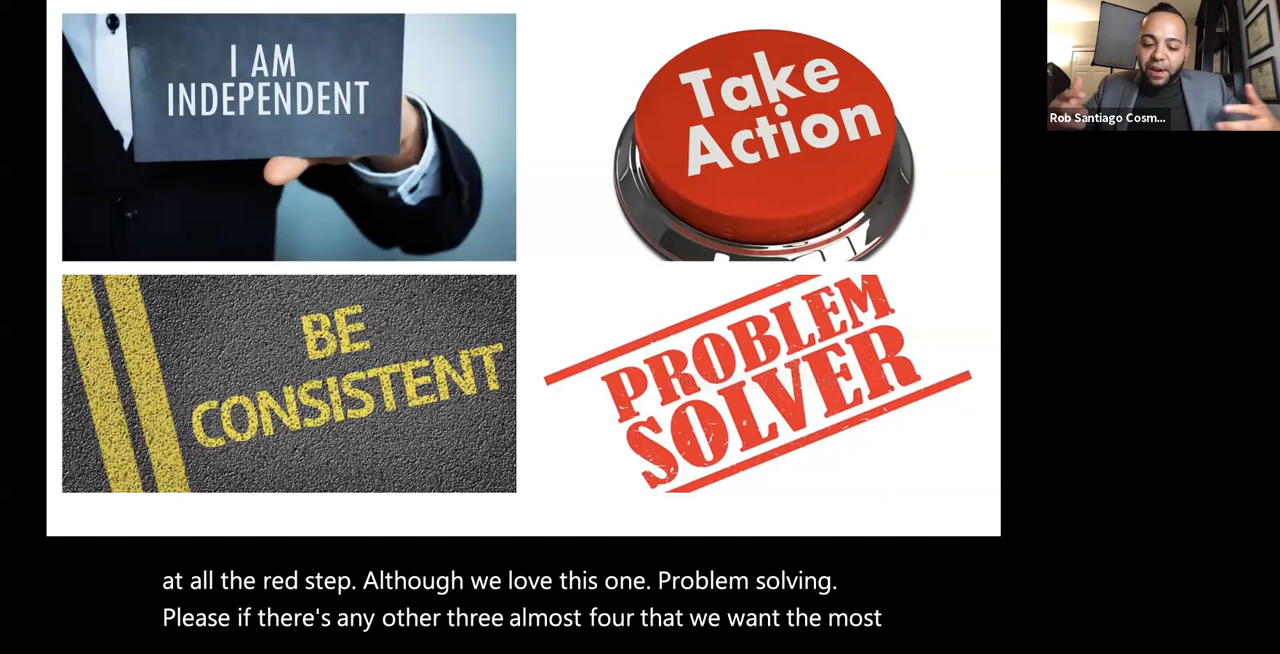 I AM
INDEPENDENT
Take
Action
Rob Santiago Cosm...
BE
CONSISTENT
PROBLEM
SOLVER
at all the red step. Although we love this one. Problem solving.
Please if there's any other three almost four that we want the most